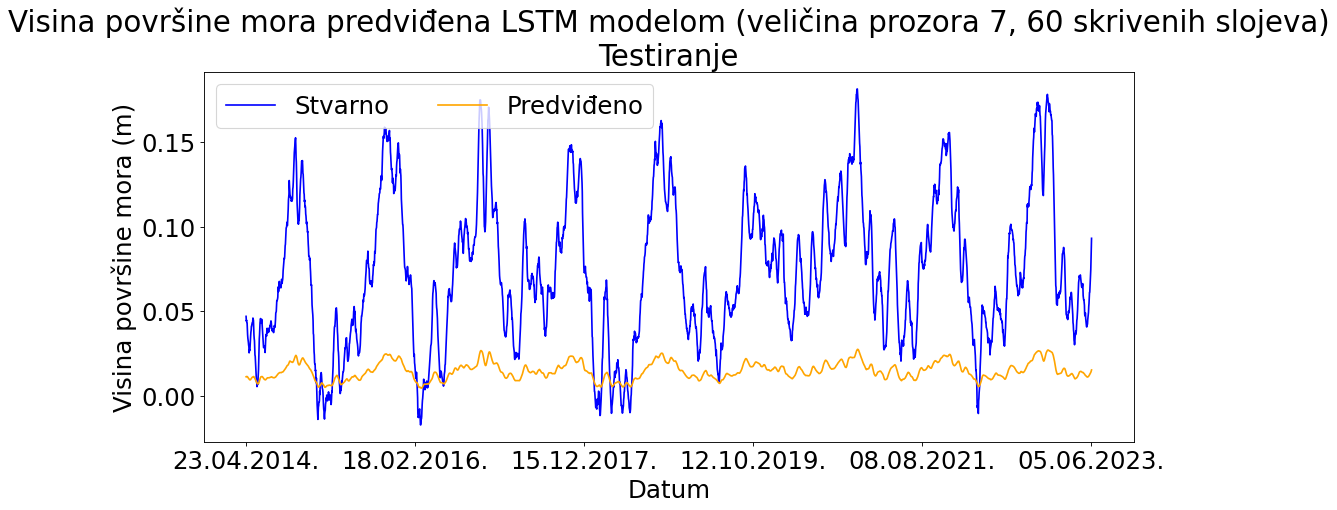 Visina površine mora predviđena LSTM modelom (veličina prozora 7, 60 skrivenih slojeva)
Testiranje
Stvarno
Predviđeno
Visina površine mora (m)
0.15
0.10
0.05
0.00
23.04.2014.
18.02.2016.
15.12.2017.
12.10.2019.
08.08.2021.
05.06.2023.
Datum